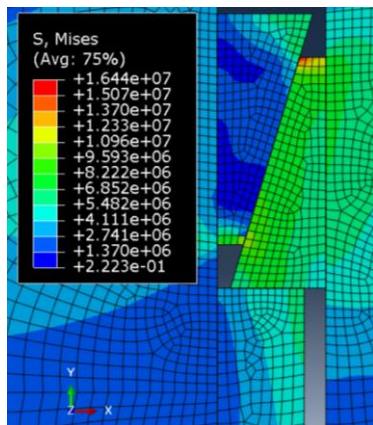 S, Mises
(Avg: 75%)
+1.644e+07
+1.507e+07
+1.370e+07
+1.233e+07
+1.096e+07
+9.593e+06
+8.222e+06
+6.852e+06
+5.482e+06
+4.111e+06
+2.741e+06
+1.370e+06
+2.223e-01
Y
Z X